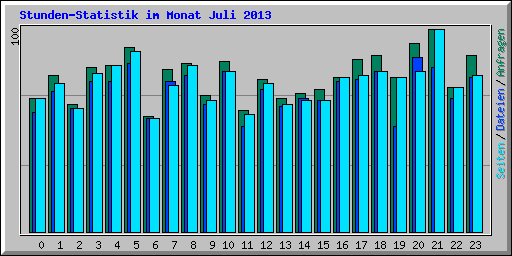 Stunden-Statistik im Monat Juli 2013
100
Seiten/Dateien/Anfragen
0 1 2 3 4 5 6 7 8 9 10 11 12 13 14 15 16 17 18 19 20 21 22 23